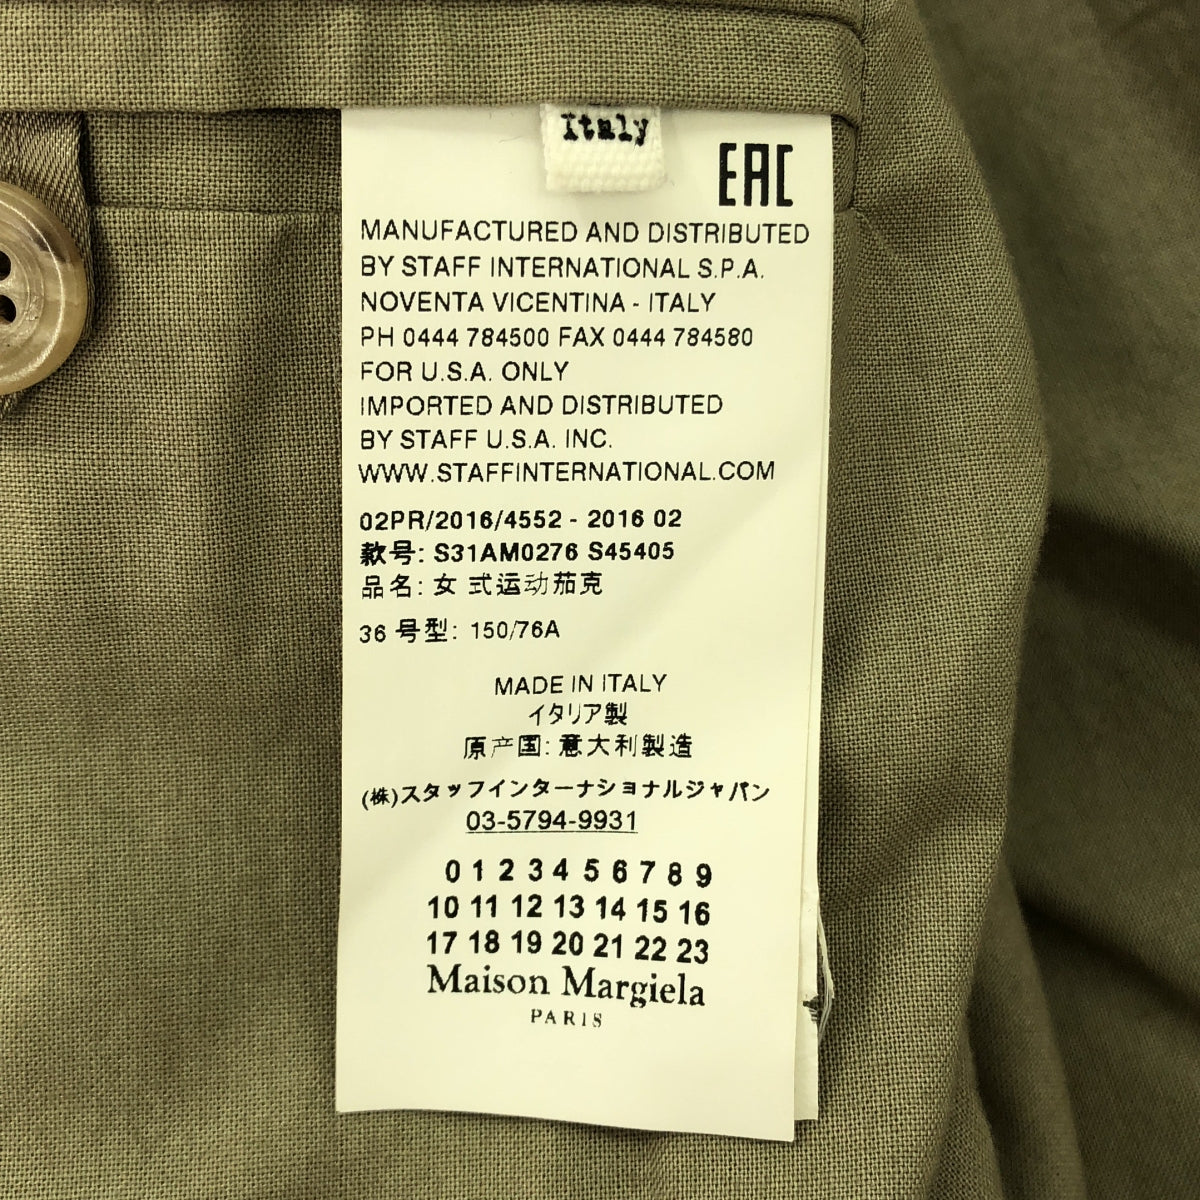 Italy
EAC
MANUFACTURED AND DISTRIBUTED
BY STAFF INTERNATIONAL S.P.A.
NOVENTA VICENTINA - ITALY
PH 0444 784500 FAX 0444 784580
FOR U.S.A. ONLY
IMPORTED AND DISTRIBUTED
BY STAFF U.S.A. INC.
WWW.STAFFINTERNATIONAL.COM
02PR/2016/4552 - 2016 02
款号: S31AM0276 S45405
品名: 女 式运动茄克
36 号型: 150/76A
MADE IN ITALY
イタリア製
原产国: 意大利製造
(株)スタッフインターナショナルジャパン
03-5794-9931
0 1 2 3 4 5 6 7 8 9
10 11 12 13 14 15 16
17 18 19 20 21 22 23
Maison Margiela
PARIS